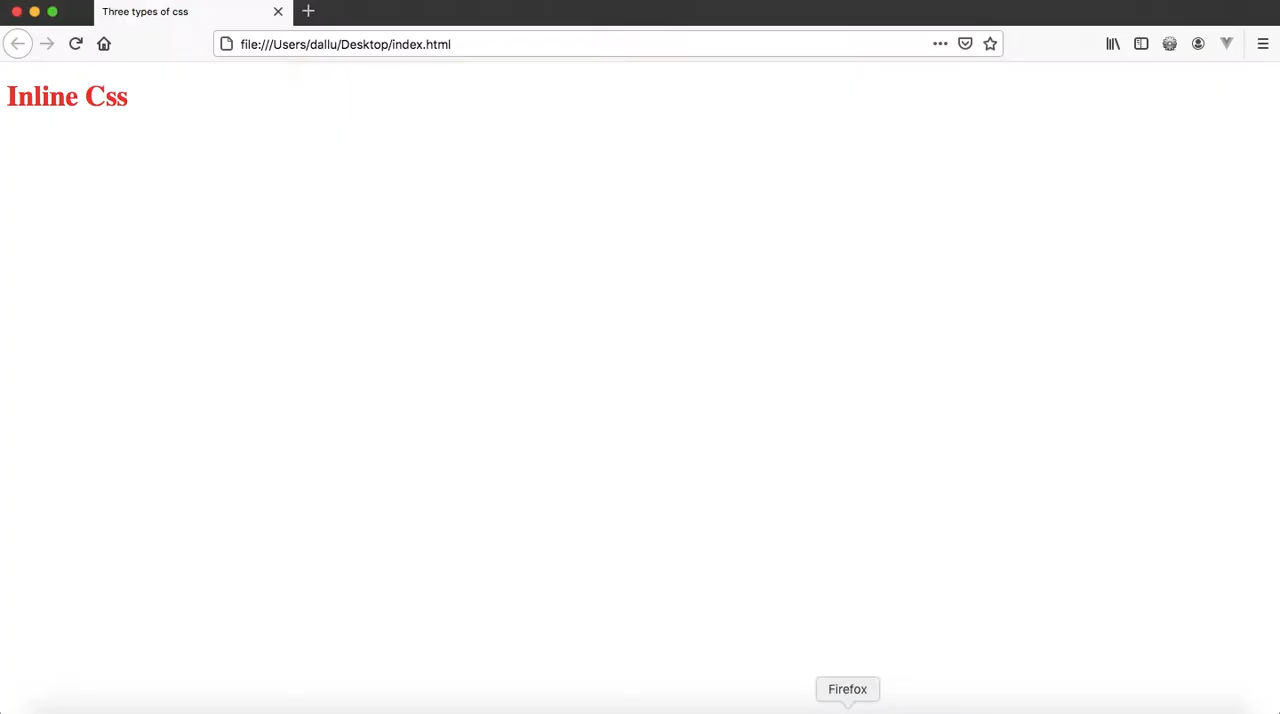 Three types of css
file:///Users/dallu/Desktop/index.html
Inline Css
Firefox